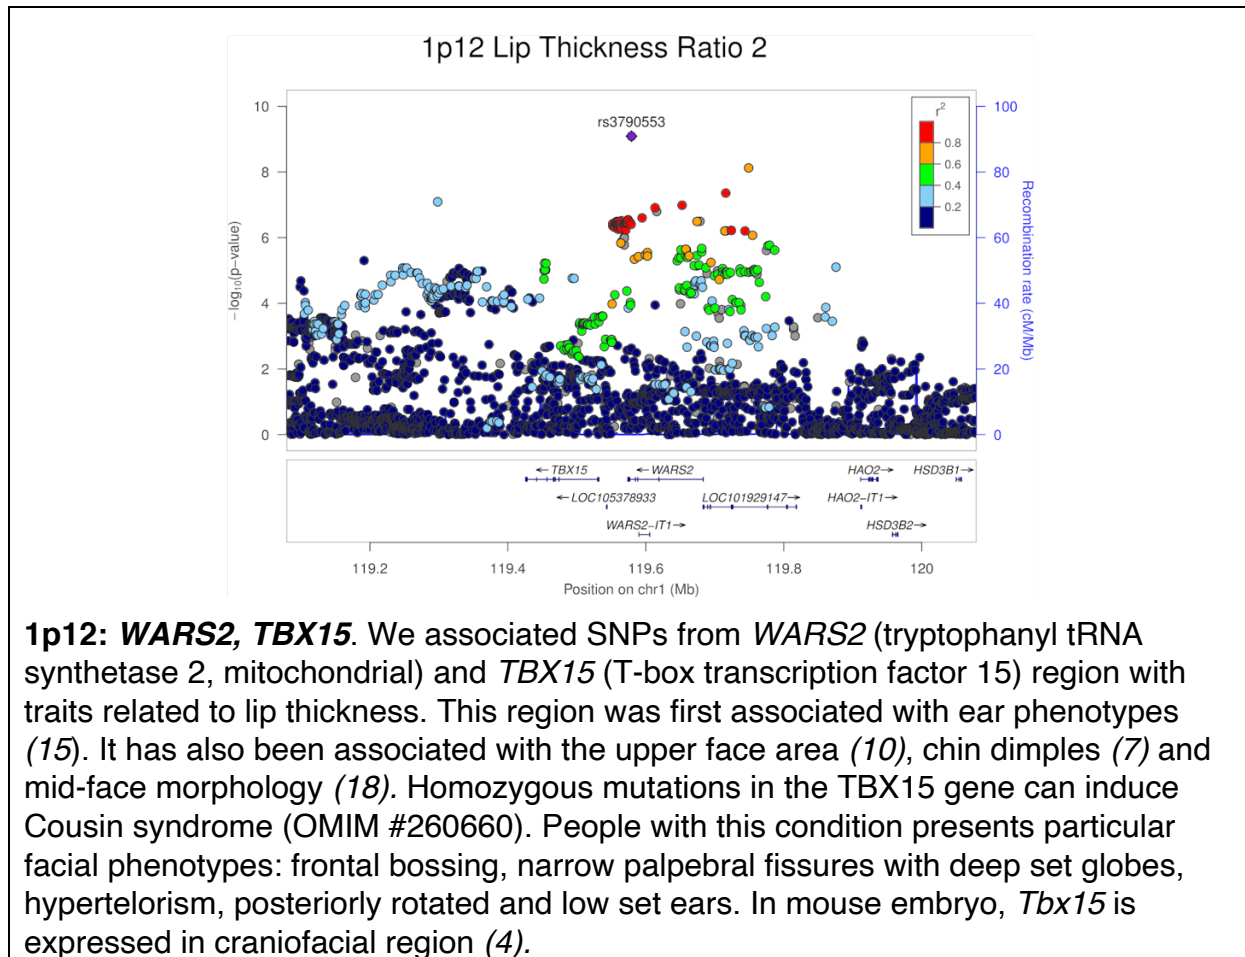 1p12 Lip Thickness Ratio 2
10
8
6
4
2
0
−log10(p−value)
rs3790553
r2
0.8
0.6
0.4
0.2
100
80
60
40
20
0
Recombination rate (cM/Mb)
←TBX15
←WARS2
HAO2→
HSD3B1→
←LOC105378933
LOC101929147→
HAO2−IT1→
WARS2−IT1→
HSD3B2→
119.2
119.4
119.6
119.8
120
Position on chr1 (Mb)
1p12: WARS2, TBX15. We associated SNPs from WARS2 (tryptophanyl tRNA
synthetase 2, mitochondrial) and TBX15 (T-box transcription factor 15) region with
traits related to lip thickness. This region was first associated with ear phenotypes
(15). It has also been associated with the upper face area (10), chin dimples (7) and
mid-face morphology (18). Homozygous mutations in the TBX15 gene can induce
Cousin syndrome (OMIM #260660). People with this condition presents particular
facial phenotypes: frontal bossing, narrow palpebral fissures with deep set globes,
hypertelorism, posteriorly rotated and low set ears. In mouse embryo, Tbx15 is
expressed in craniofacial region (4).